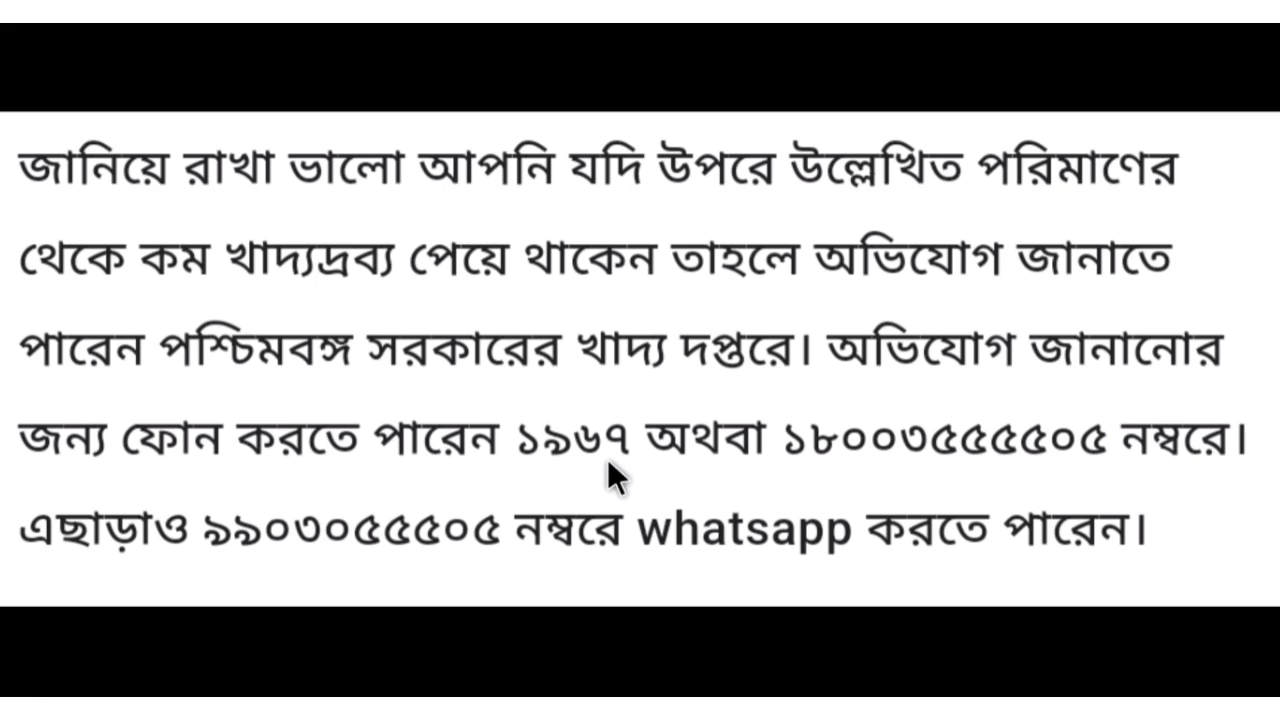 জানিয়ে রাখা ভালো আপনি যদি উপরে উল্লেখিত পরিমাণের
থেকে কম খাদ্যদ্রব্য পেয়ে থাকেন তাহলে অভিযোগ জানাতে
পারেন পশ্চিমবঙ্গ সরকারের খাদ্য দপ্তরে। অভিযোগ জানানোর
জন্য ফোন করতে পারেন ১৯৬৭ অথবা ১৮০০৩৫৫৫৫০৫ নম্বরে।
এছাড়াও ৯৯০৩০৫৫৫০৫ নম্বরে whatsapp করতে পারেন।